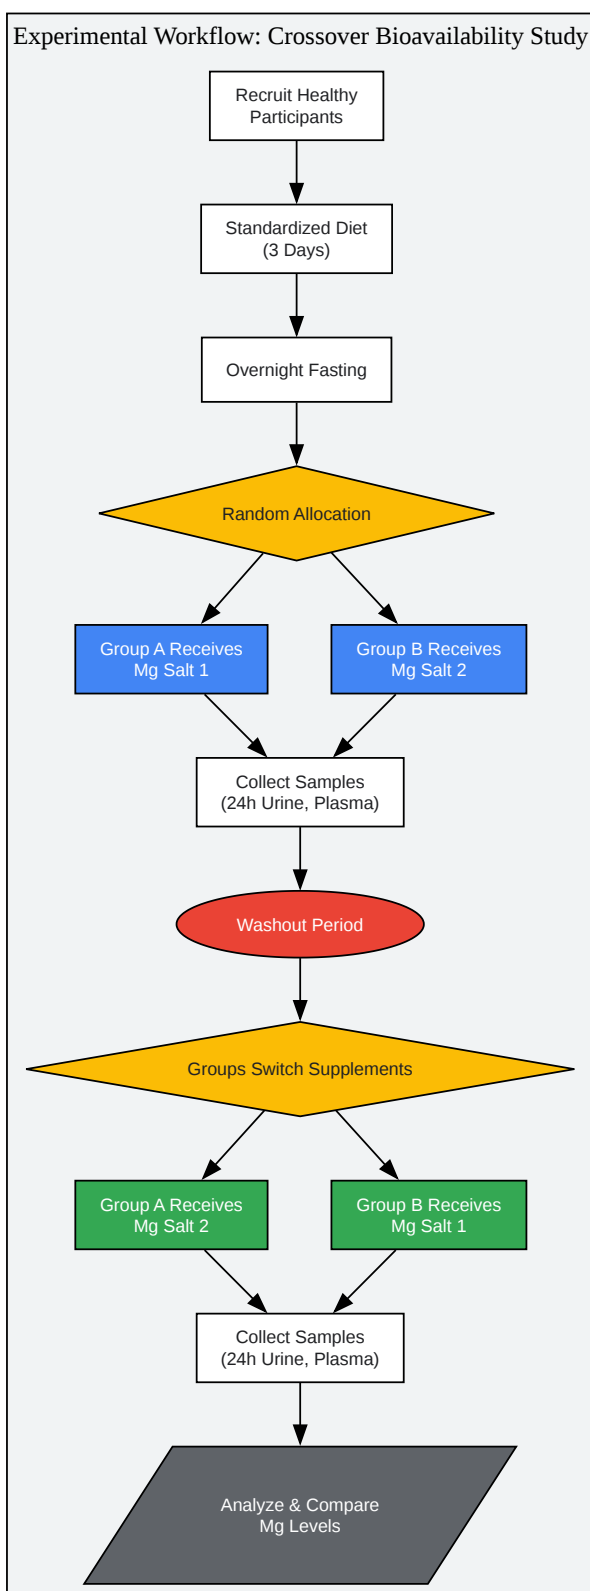 Experimental Workflow: Crossover Bioavailability Study
Recruit Healthy
Participants
Standardized Diet
(3 Days)
Overnight Fasting
Random Allocation
Group A Receives
Mg Salt 1
Group B Receives
Mg Salt 2
Collect Samples
(24h Urine, Plasma)
Washout Period
Groups Switch Supplements
Group A Receives
Mg Salt 2
Group B Receives
Mg Salt 1
Collect Samples
(24h Urine, Plasma)
Analyze & Compare
Mg Levels